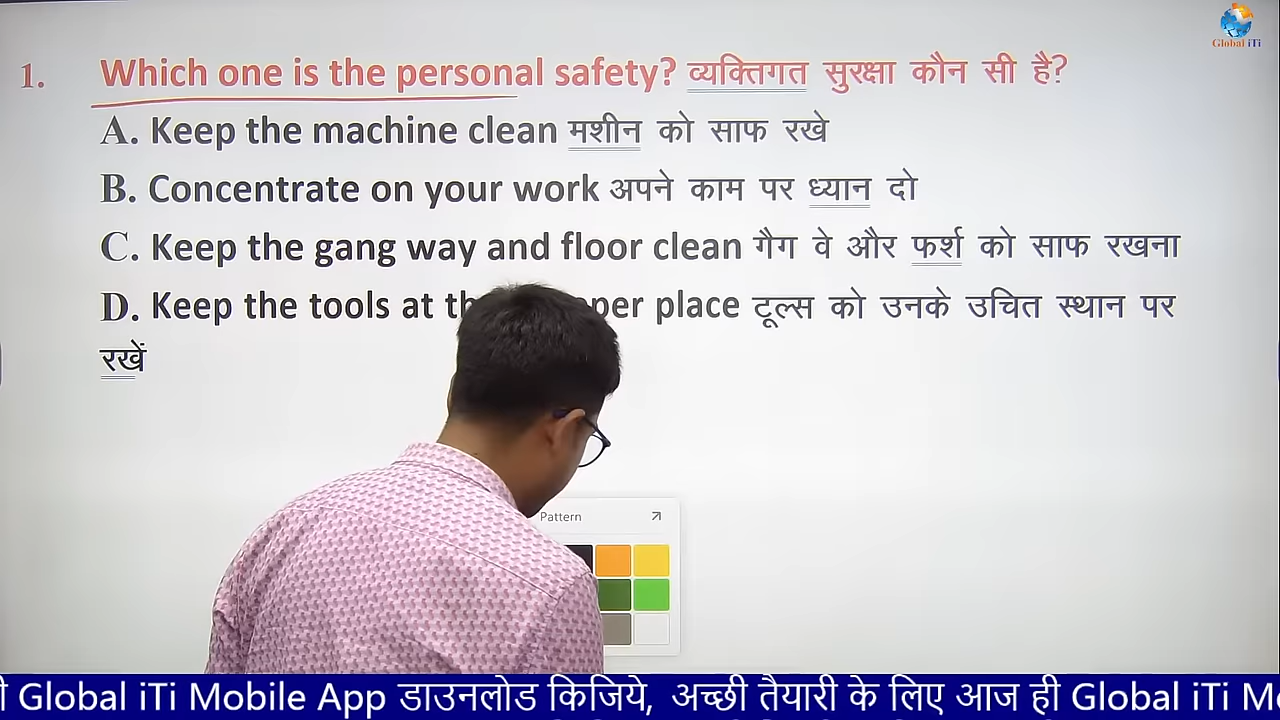 Global iTi
1. Which one is the personal safety? व्यक्तिगत सुरक्षा कौन सी है?
A. Keep the machine clean मशीन को साफ रखे
B. Concentrate on your work अपने काम पर ध्यान दो
C. Keep the gang way and floor clean गैग वे और फर्श को साफ रखना
D. Keep the tools at place टूल्स को उनके उचित स्थान पर
रखें
Pattern
Global iTi Mobile App डाउनलोड किजिये, अच्छी तैयारी के लिए आज ही Global iTi